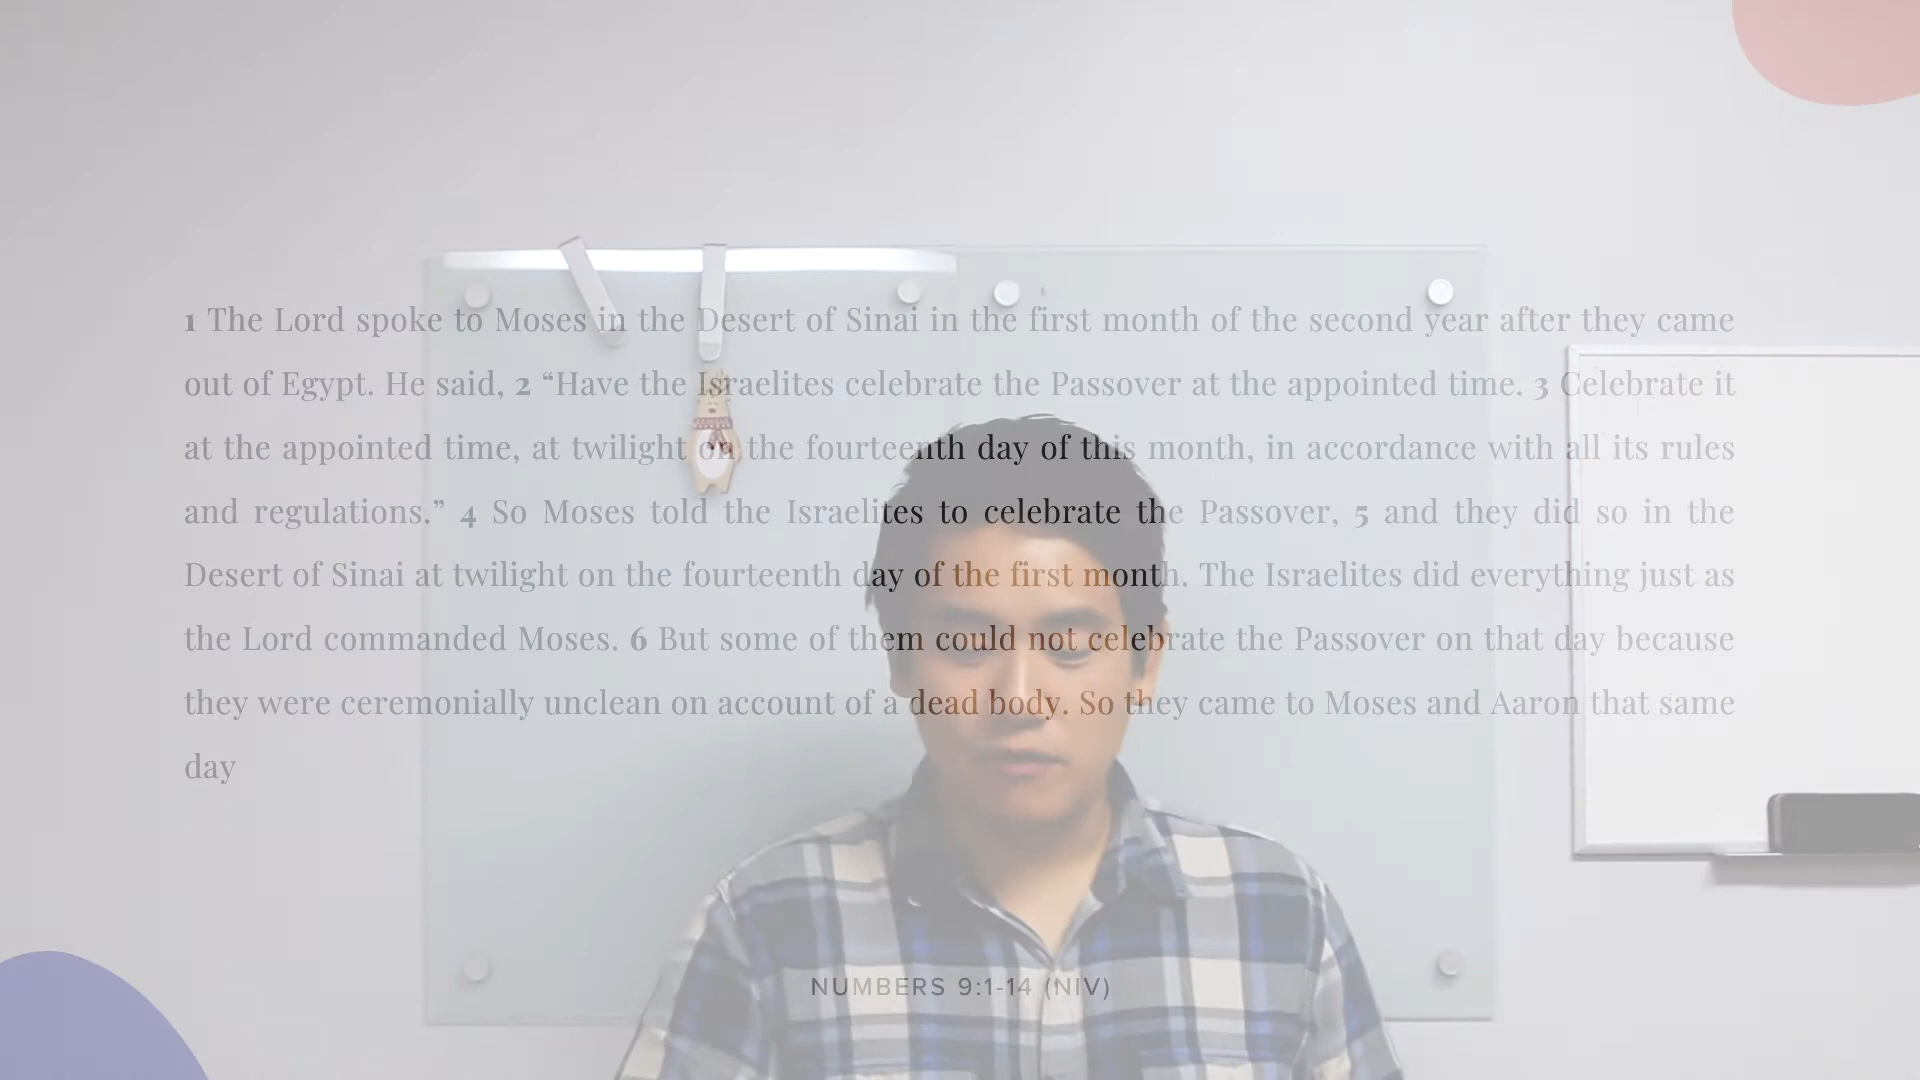 1 The Lord spoke to Moses in the Desert of Sinai in the first month of the second year after they came
out of Egypt. He said, 2 “Have the Israelites celebrate the Passover at the appointed time. 3 Celebrate it
at the appointed time, at twilight on the fourteenth day of this month, in accordance with all its rules
and regulations.” 4 So Moses told the Israelites to celebrate the Passover, 5 and they did so in the
Desert of Sinai at twilight on the fourteenth day of the first month. The Israelites did everything just as
the Lord commanded Moses. 6 But some of them could not celebrate the Passover on that day because
they were ceremonially unclean on account of a dead body. So they came to Moses and Aaron that same
day
NUMBERS 9:1-14 (NIV)